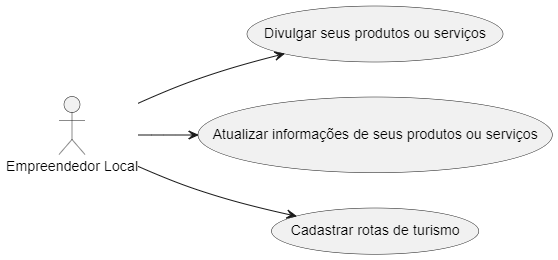 Divulgar seus produtos ou serviços
Atualizar informações de seus produtos ou serviços
Empreendedor Local
Cadastrar rotas de turismo